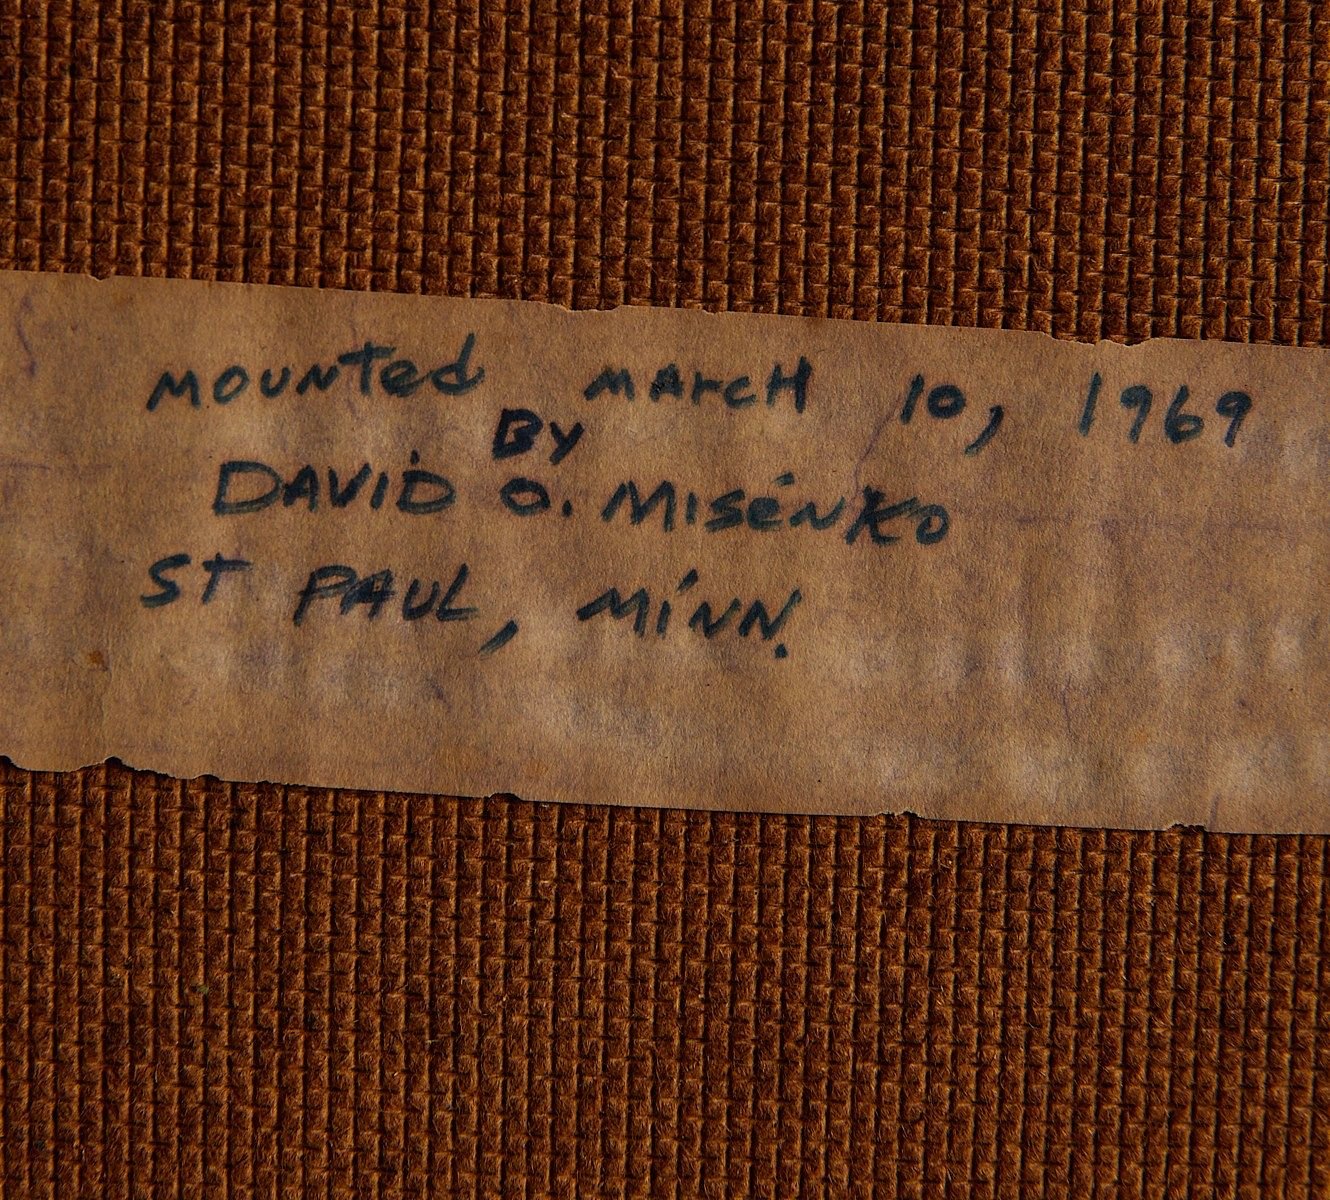 MOUNTed MArcH 10, 1969
BY
DAViD O. MISéNKO
ST PAUL, MiNN.